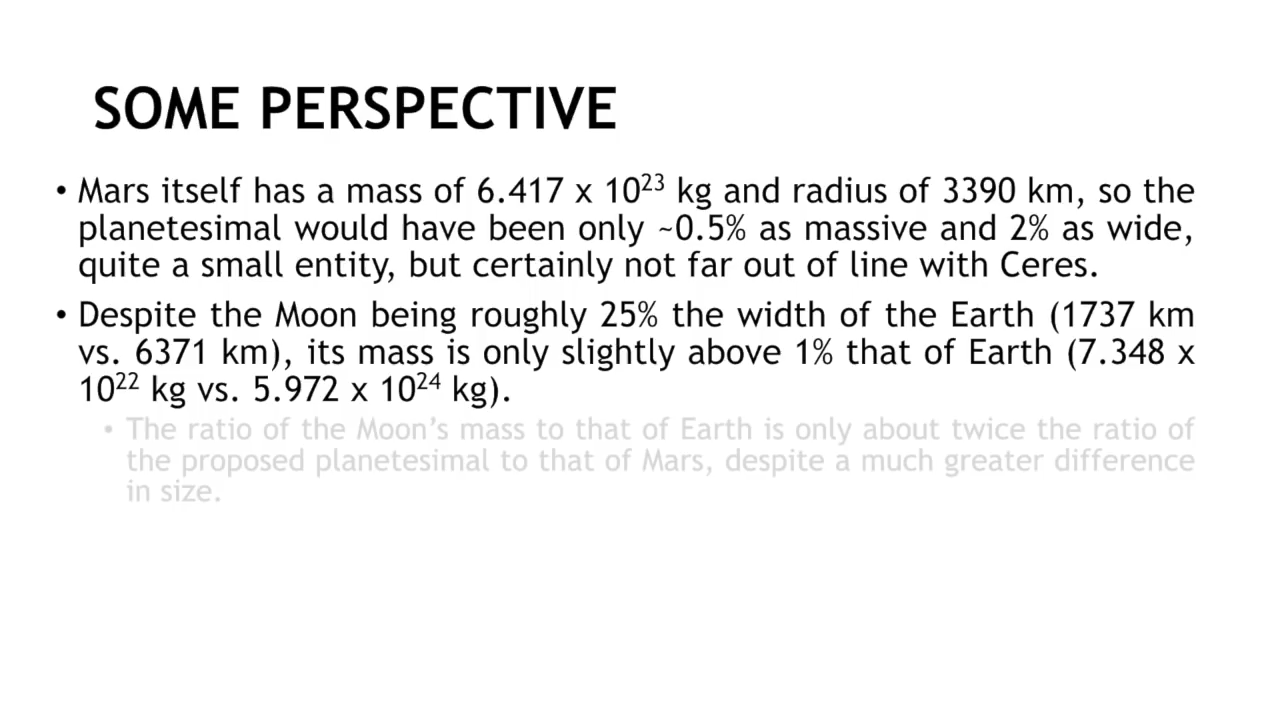 SOME PERSPECTIVE
• Mars itself has a mass of 6.417 x 10²³ kg and radius of 3390 km, so the
planetesimal would have been only ~0.5% as massive and 2% as wide,
quite a small entity, but certainly not far out of line with Ceres.
• Despite the Moon being roughly 25% the width of the Earth (1737 km
vs. 6371 km), its mass is only slightly above 1% that of Earth (7.348 x
10²² kg vs. 5.972 x 10²⁴ kg).
• The ratio of the Moon’s mass to that of Earth is only about twice the ratio of
the proposed planetesimal to that of Mars, despite a much greater difference
in size.